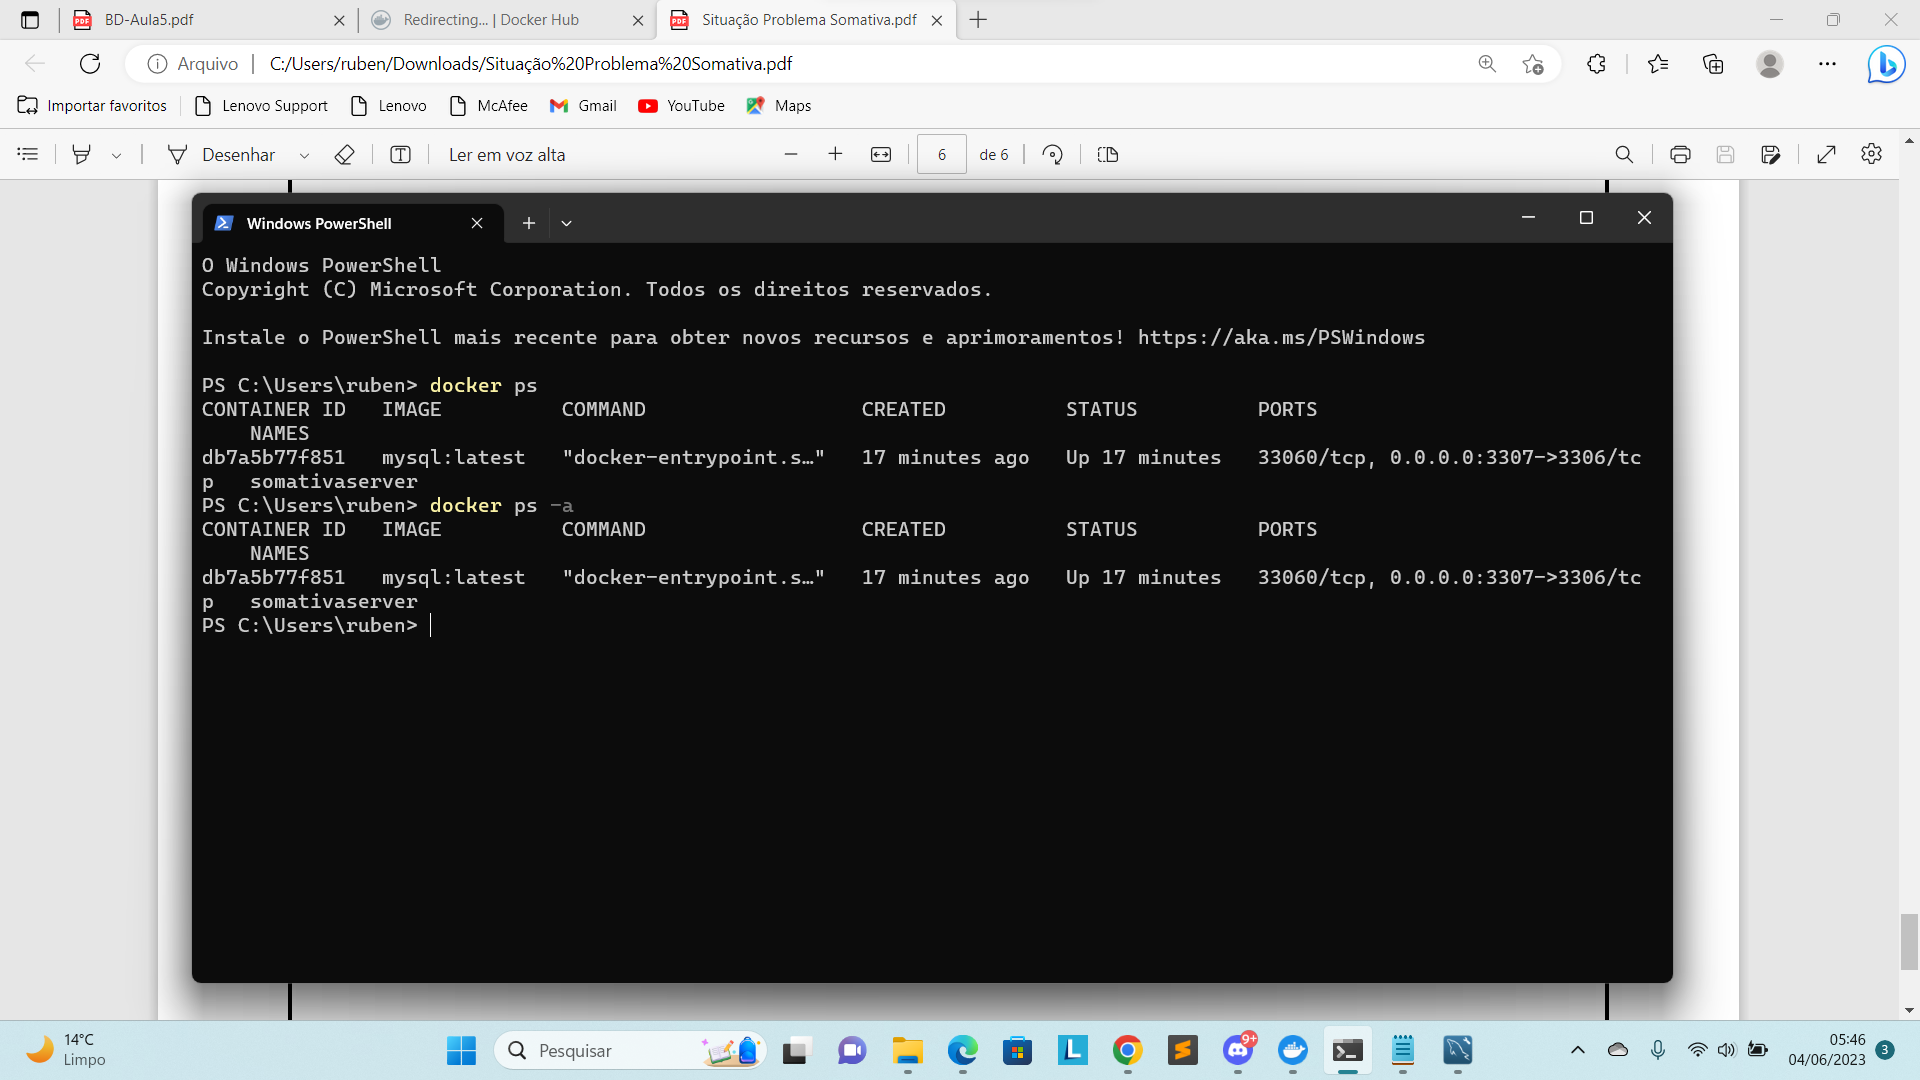 BD-Aula5.pdf
Redirecting... | Docker Hub
Situação Problema Somativa.pdf
Arquivo
C:/Users/ruben/Downloads/Situação%20Problema%20Somativa.pdf
Importar favoritos
Lenovo Support
Lenovo
McAfee
Gmail
YouTube
Maps
Desenhar
Ler em voz alta
6
de 6
Windows PowerShell
O Windows PowerShell
Copyright (C) Microsoft Corporation. Todos os direitos reservados.
Instale o PowerShell mais recente para obter novos recursos e aprimoramentos! https://aka.ms/PSWindows
PS C:\Users\ruben> docker ps
CONTAINER ID   IMAGE          COMMAND                  CREATED          STATUS          PORTS
    NAMES
db7a5b77f851   mysql:latest   "docker-entrypoint.s…"   17 minutes ago   Up 17 minutes   33060/tcp, 0.0.0.0:3307->3306/tc
p   somativaserver
PS C:\Users\ruben> docker ps -a
CONTAINER ID   IMAGE          COMMAND                  CREATED          STATUS          PORTS
    NAMES
db7a5b77f851   mysql:latest   "docker-entrypoint.s…"   17 minutes ago   Up 17 minutes   33060/tcp, 0.0.0.0:3307->3306/tc
p   somativaserver
PS C:\Users\ruben>
14°C
Limpo
Pesquisar
9+
05:46
04/06/2023
3